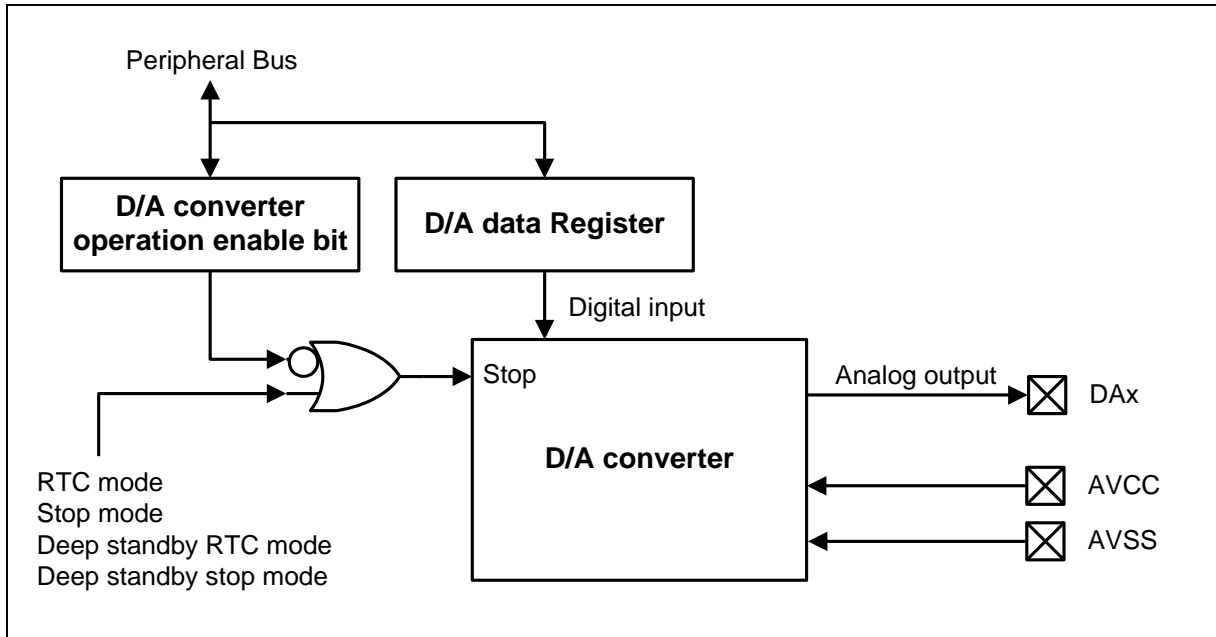 Peripheral Bus
D/A converter
operation enable bit
D/A data Register
Digital input
Stop
Analog output
DAx
D/A converter
AVCC
AVSS
RTC mode
Stop mode
Deep standby RTC mode
Deep standby stop mode